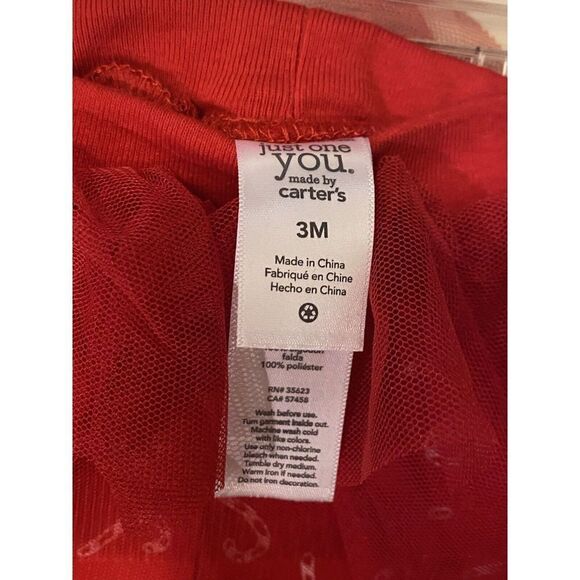 just one
you.
made by
carter's
3M
Made in China
Fabriqué en Chine
Hecho en China
100% algodón
falda
100% poliéster
RN# 35623
CA# 57458
Wash before use.
Turn garment inside out.
Machine wash cold
with like colors.
Use only non-chlorine
bleach when needed.
Tumble dry medium.
Warm iron if needed.
Do not iron decoration.